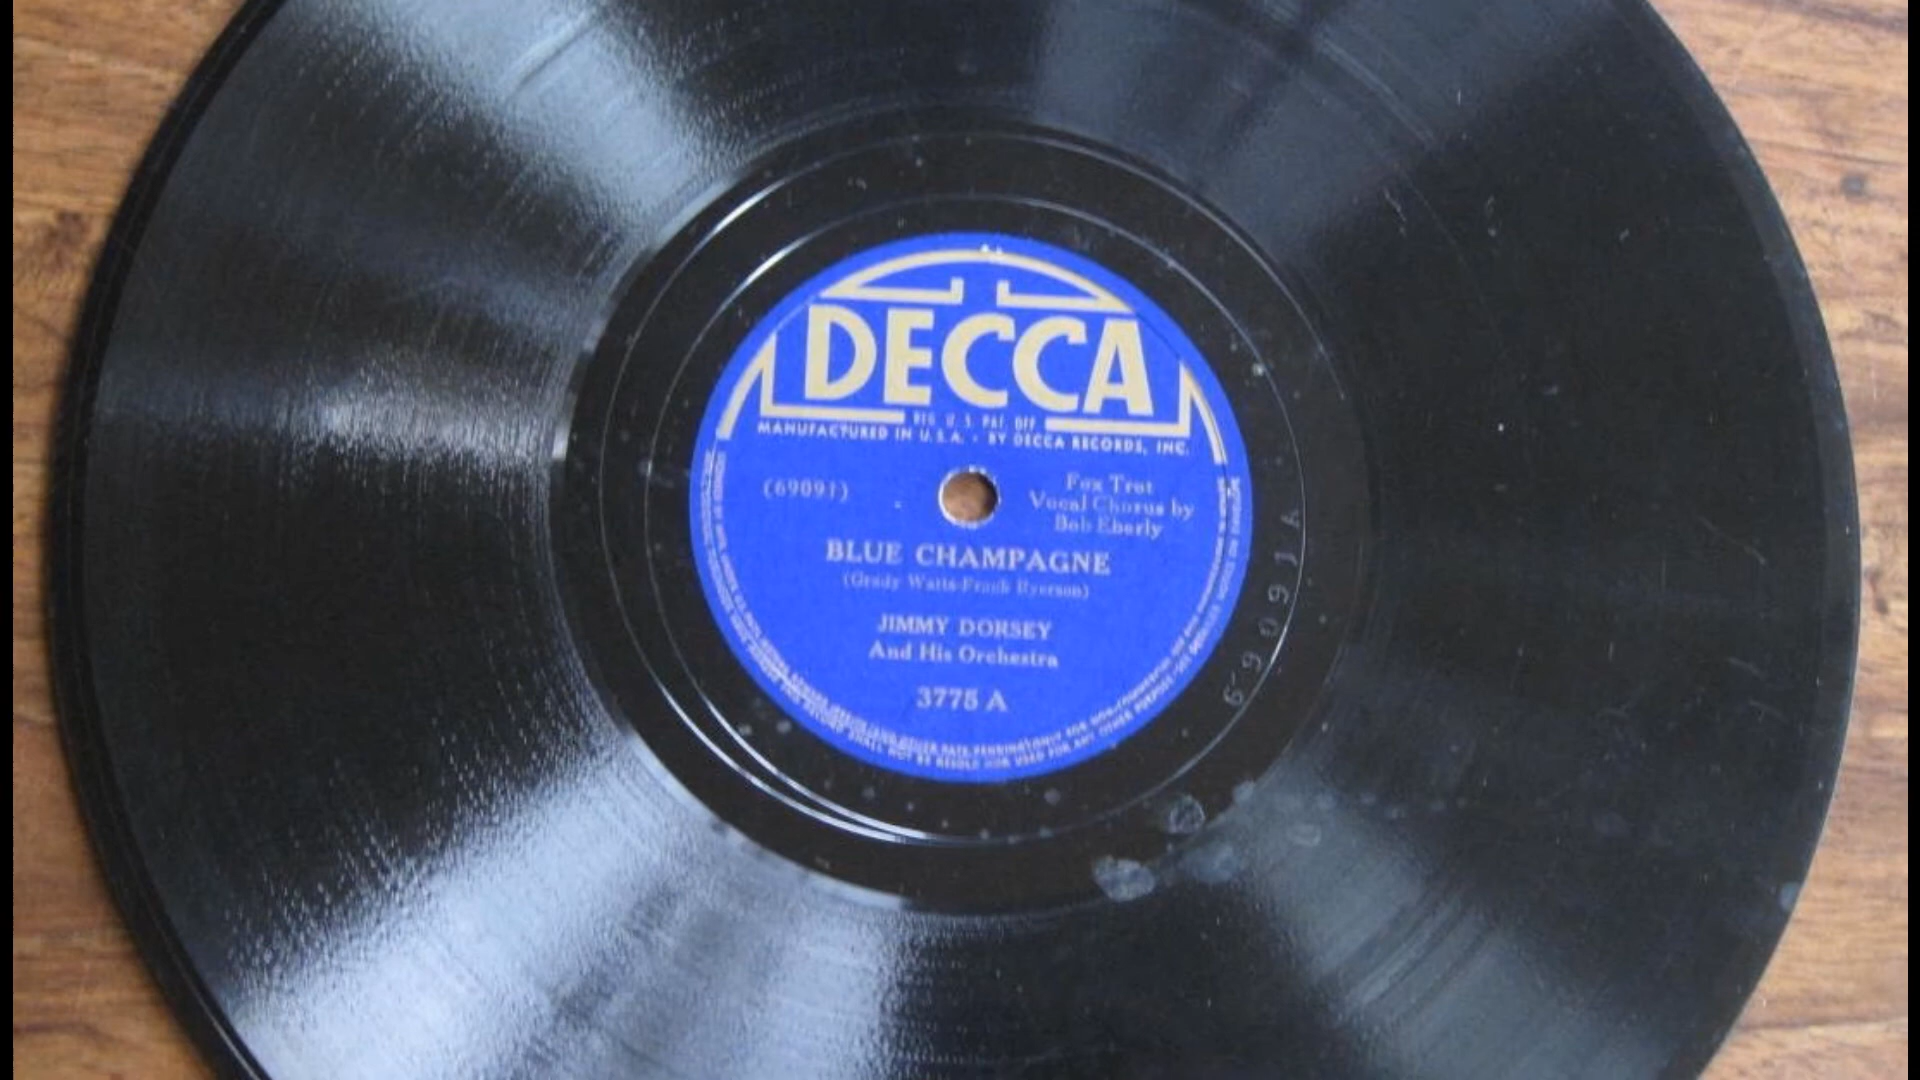 DECCA
REG. U. S. PAT. OFF.
MANUFACTURED IN U.S.A. · BY DECCA RECORDS, INC.
(69091)
Fox Trot
Vocal Chorus by
Bob Eberly
BLUE CHAMPAGNE
(Grady Watts-Frank Ryerson)
JIMMY DORSEY
And His Orchestra
3775 A
69091A